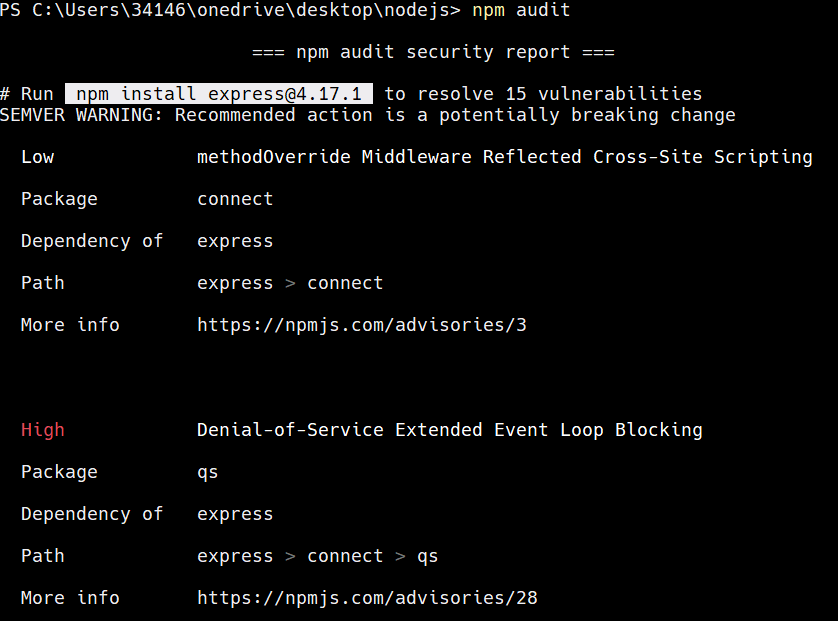 PS C:\Users\34146\onedrive\desktop\nodejs> npm audit
=== npm audit security report ===
# Run npm install express@4.17.1 to resolve 15 vulnerabilities
SEMVER WARNING: Recommended action is a potentially breaking change
Low methodOverride Middleware Reflected Cross-Site Scripting
Package connect
Dependency of express
Path express > connect
More info https://npmjs.com/advisories/3
High Denial-of-Service Extended Event Loop Blocking
Package qs
Dependency of express
Path express > connect > qs
More info https://npmjs.com/advisories/28